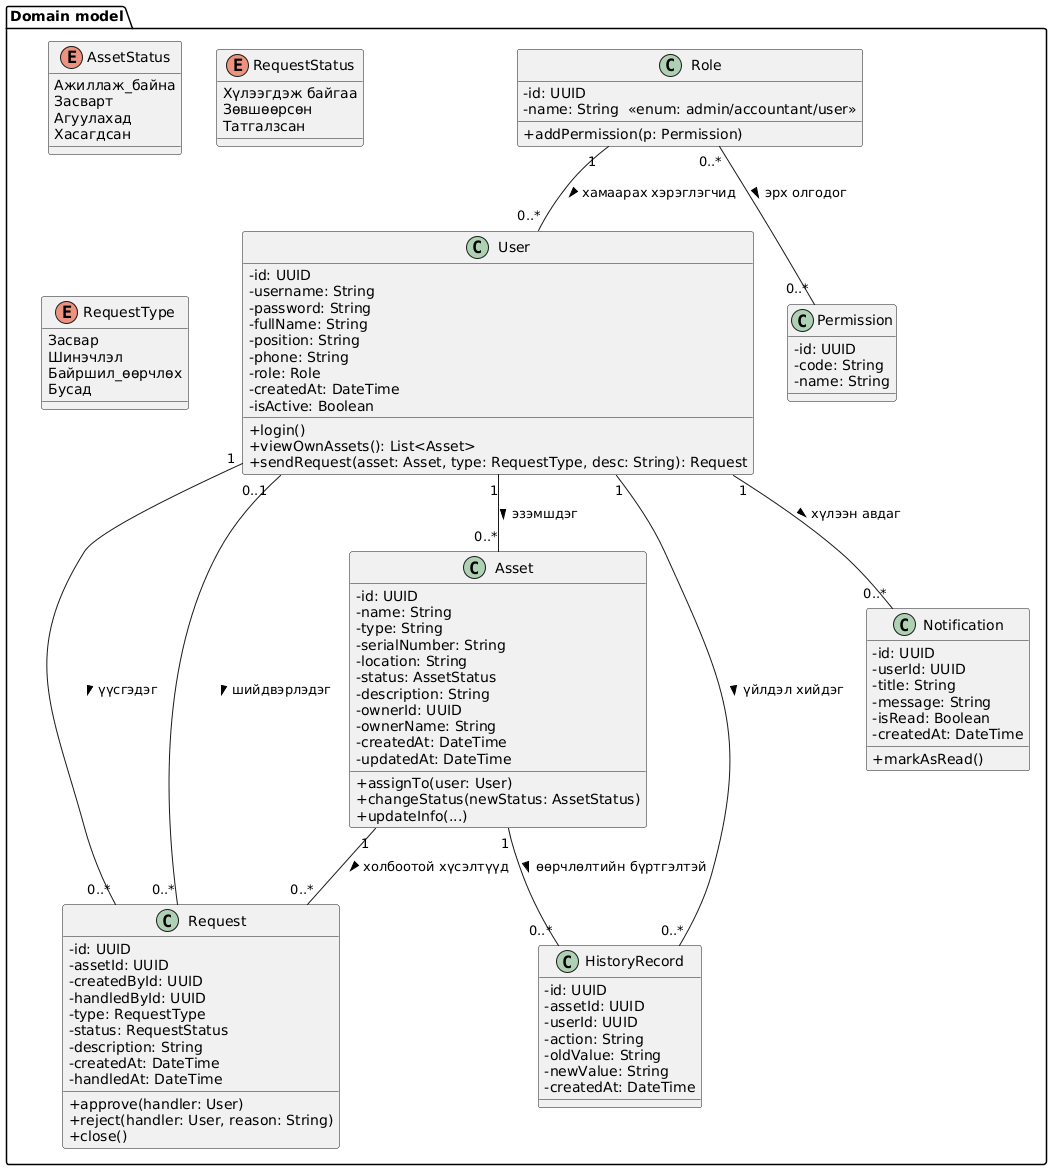 Domain model
E AssetStatus
Ажиллаж_байна
Засварт
Агуулахад
Хасагдсан
E RequestStatus
Хүлээгдэж байгаа
Зөвшөөрсөн
Татгалзсан
C Role
-id: UUID
-name: String «enum: admin/accountant/user»
+addPermission(p: Permission)
1
0..*
хамаарах хэрэглэгчид
эрх олгодог
0..*
0..*
E RequestType
Засвар
Шинэчлэл
Байршил_өөрчлөх
Бусад
C User
-id: UUID
-username: String
-password: String
-fullName: String
-position: String
-phone: String
-role: Role
-createdAt: DateTime
-isActive: Boolean
+login()
+viewOwnAssets(): List<Asset>
+sendRequest(asset: Asset, type: RequestType, desc: String): Request
C Permission
-id: UUID
-code: String
-name: String
1
0..1
1
1
1
эзэмшдэг
хүлээн авдаг
0..*
0..*
C Asset
-id: UUID
-name: String
-type: String
-serialNumber: String
-location: String
-status: AssetStatus
-description: String
-ownerId: UUID
-ownerName: String
-createdAt: DateTime
-updatedAt: DateTime
+assignTo(user: User)
+changeStatus(newStatus: AssetStatus)
+updateInfo(...)
C Notification
-id: UUID
-userId: UUID
-title: String
-message: String
-isRead: Boolean
-createdAt: DateTime
+markAsRead()
үүсгэдэг
шийдвэрлэдэг
үйлдэл хийдэг
1
1
холбоотой хүсэлтүүд
өөрчлөлтийн бүртгэлтэй
0..*
0..*
0..*
0..*
0..*
C Request
-id: UUID
-assetId: UUID
-createdById: UUID
-handledById: UUID
-type: RequestType
-status: RequestStatus
-description: String
-createdAt: DateTime
-handledAt: DateTime
+approve(handler: User)
+reject(handler: User, reason: String)
+close()
C HistoryRecord
-id: UUID
-assetId: UUID
-userId: UUID
-action: String
-oldValue: String
-newValue: String
-createdAt: DateTime